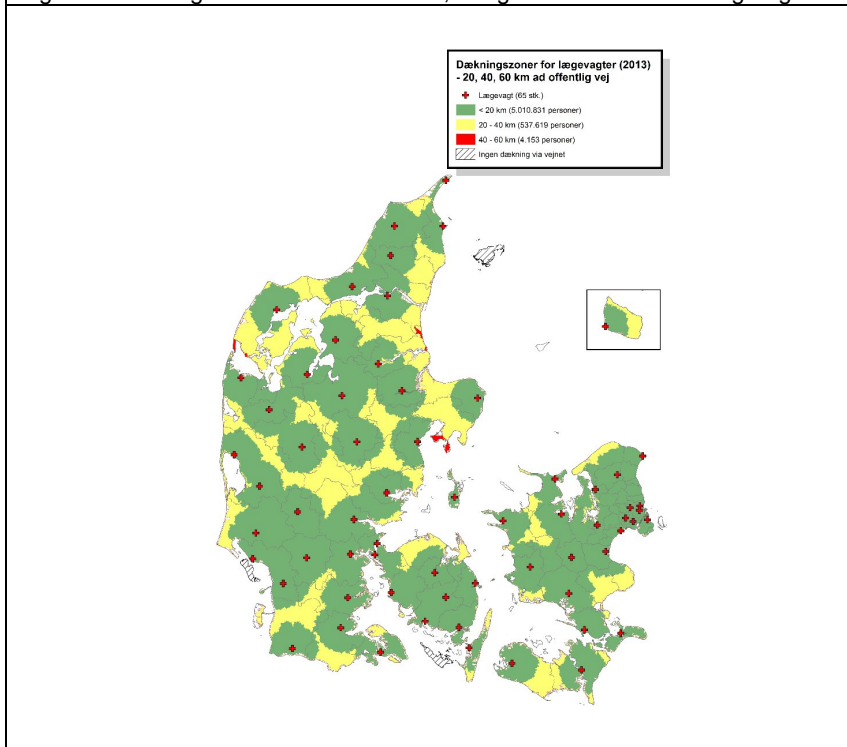 Dækningszoner for lægevagter (2013)
- 20, 40, 60 km ad offentlig vej
Lægevagt (65 stk.)
< 20 km (5.010.831 personer)
20 - 40 km (537.619 personer)
40 - 60 km (4.153 personer)
Ingen dækning via vejnet